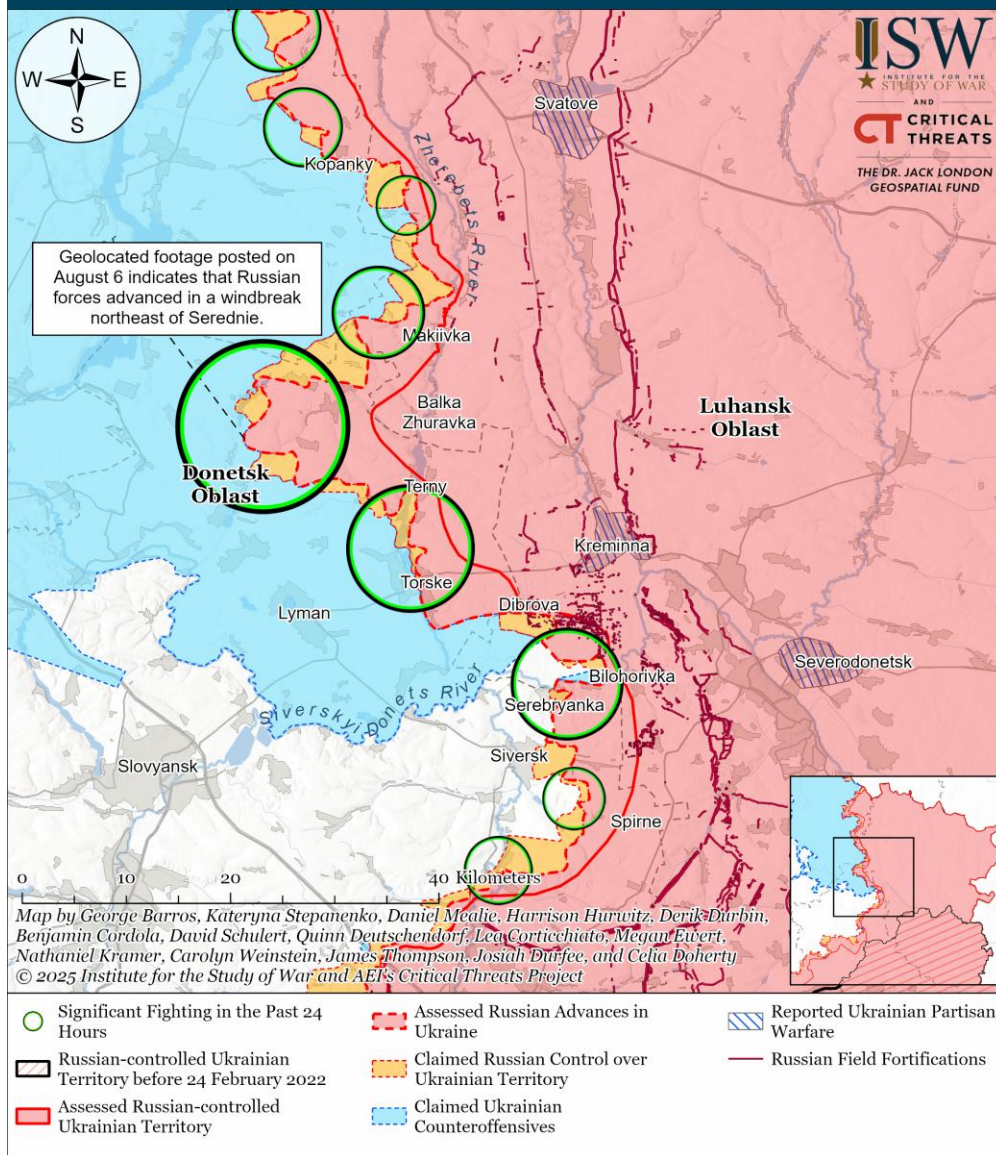 N
W
E
S
ISW
INSTITUTE FOR THE
STUDY OF WAR
AND
CT CRITICAL
THREATS
THE DR. JACK LONDON
GEOSPATIAL FUND
Svatove
Kopanky
Zherebets River
Geolocated footage posted on
August 6 indicates that Russian
forces advanced in a windbreak
northeast of Serednie.
Makiivka
Balka
Zhuravka
Luhansk
Oblast
Donetsk
Oblast
Terny
Kreminna
Torske
Lyman
Dibrova
Severodonetsk
Bilohorivka
Serebryanka
Siverskyi Donets River
Siversk
Slovyansk
Spirne
0 10 20 40 Kilometers
Map by George Barros, Kateryna Stepanenko, Daniel Mealie, Harrison Hurwitz, Derik Durbin,
Benjamin Cordola, David Schulert, Quinn Deutschendorf, Lea Corticchiato, Megan Ewert,
Nathaniel Kramer, Carolyn Weinstein, James Thompson, Josiah Durfee, and Celia Doherty
© 2025 Institute for the Study of War and AEI's Critical Threats Project
Significant Fighting in the Past 24
Hours
Russian-controlled Ukrainian
Territory before 24 February 2022
Assessed Russian-controlled
Ukrainian Territory
Assessed Russian Advances in
Ukraine
Claimed Russian Control over
Ukrainian Territory
Claimed Ukrainian
Counteroffensives
Reported Ukrainian Partisan
Warfare
Russian Field Fortifications